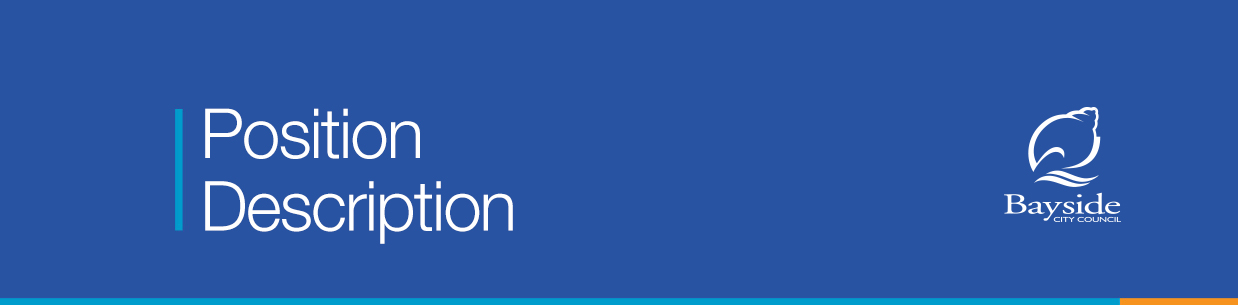 Position
Description
Bayside
CITY COUNCIL